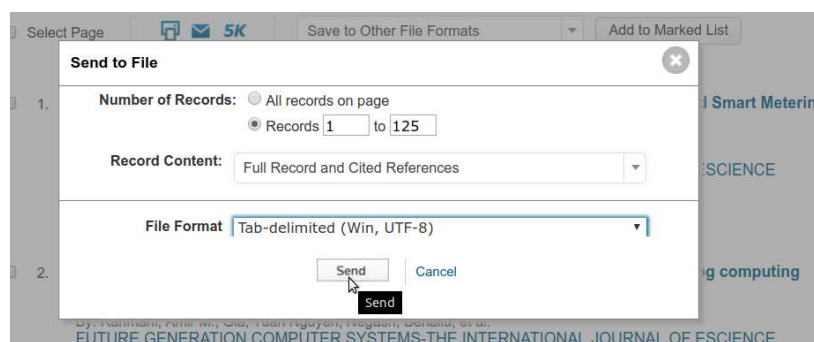 Select Page 5K Save to Other File Formats Add to Marked List
Send to File
1. Number of Records: All records on page d Smart Meterin
Records 1 to 125
Record Content: Full Record and Cited References SCIENCE
File Format Tab-delimited (Win, UTF-8)
2. Send Cancel g computing
Send
FUTURE GENERATION COMPUTER SYSTEMS-THE INTERNATIONAL JOURNAL OF ESCIENCE